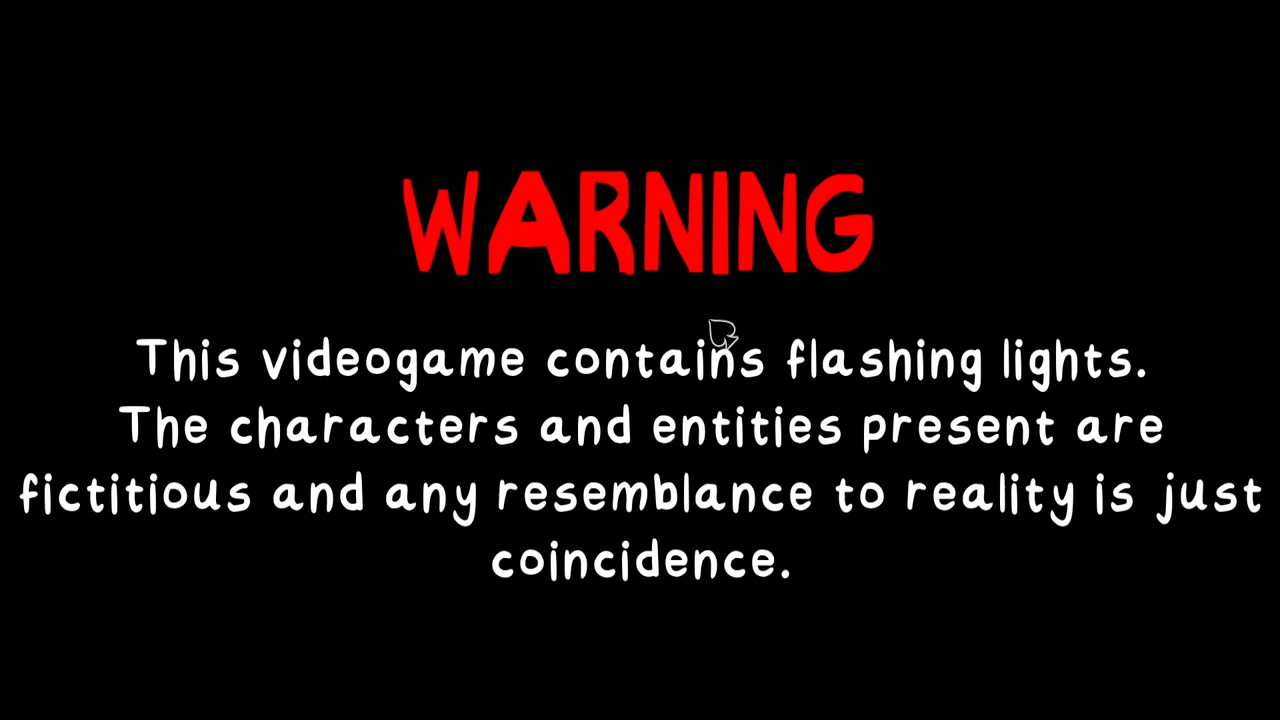 WARNING
This videogame contains flashing lights.
The characters and entities present are
fictitious and any resemblance to reality is just
coincidence.